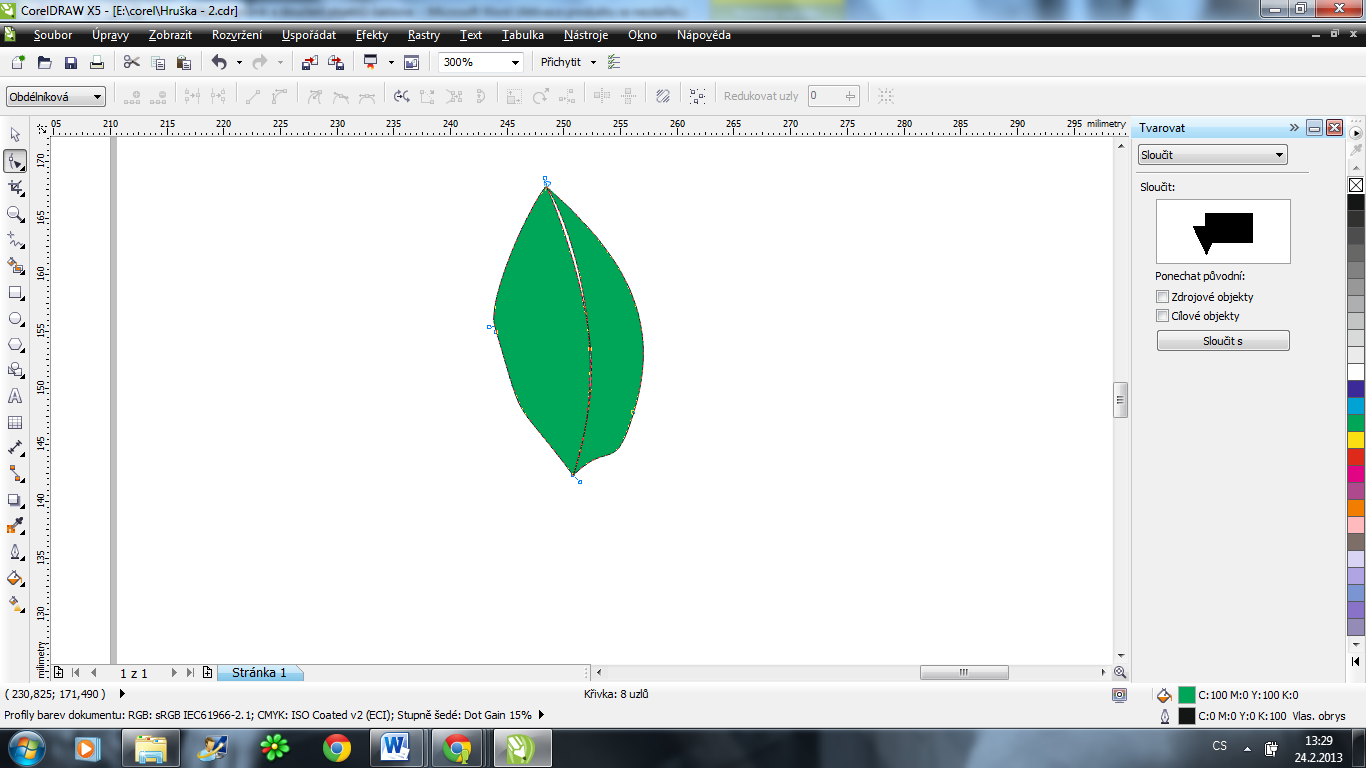 CorelDRAW X5 - [E:\corel\Hruška - 2.cdr]
Soubor Úpravy Zobrazit Rozvržení Uspořádat Efekty Rastry Text Tabulka Nástroje Okno Nápověda
300% Přichytit
Obdélníková Redukovat uzly 0
05 210 220 225 230 235 240 245 250 255 260 265 270 275 280 285 290 295 milimetry
170
165
160
155
150
145
140
135
130
milimetry
Tvarovat
Sloučit
Sloučit:
Ponechat původní:
Zdrojové objekty
Cílové objekty
Sloučit s
1 z 1 Stránka 1
( 230,825; 171,490 ) Křivka: 8 uzlů C:100 M:0 Y:100 K:0
Profily barev dokumentu: RGB: sRGB IEC61966-2.1; CMYK: ISO Coated v2 (ECI); Stupně šedé: Dot Gain 15% C:0 M:0 Y:0 K:100 Vlas. obrys
CS 13:29
24.2.2013